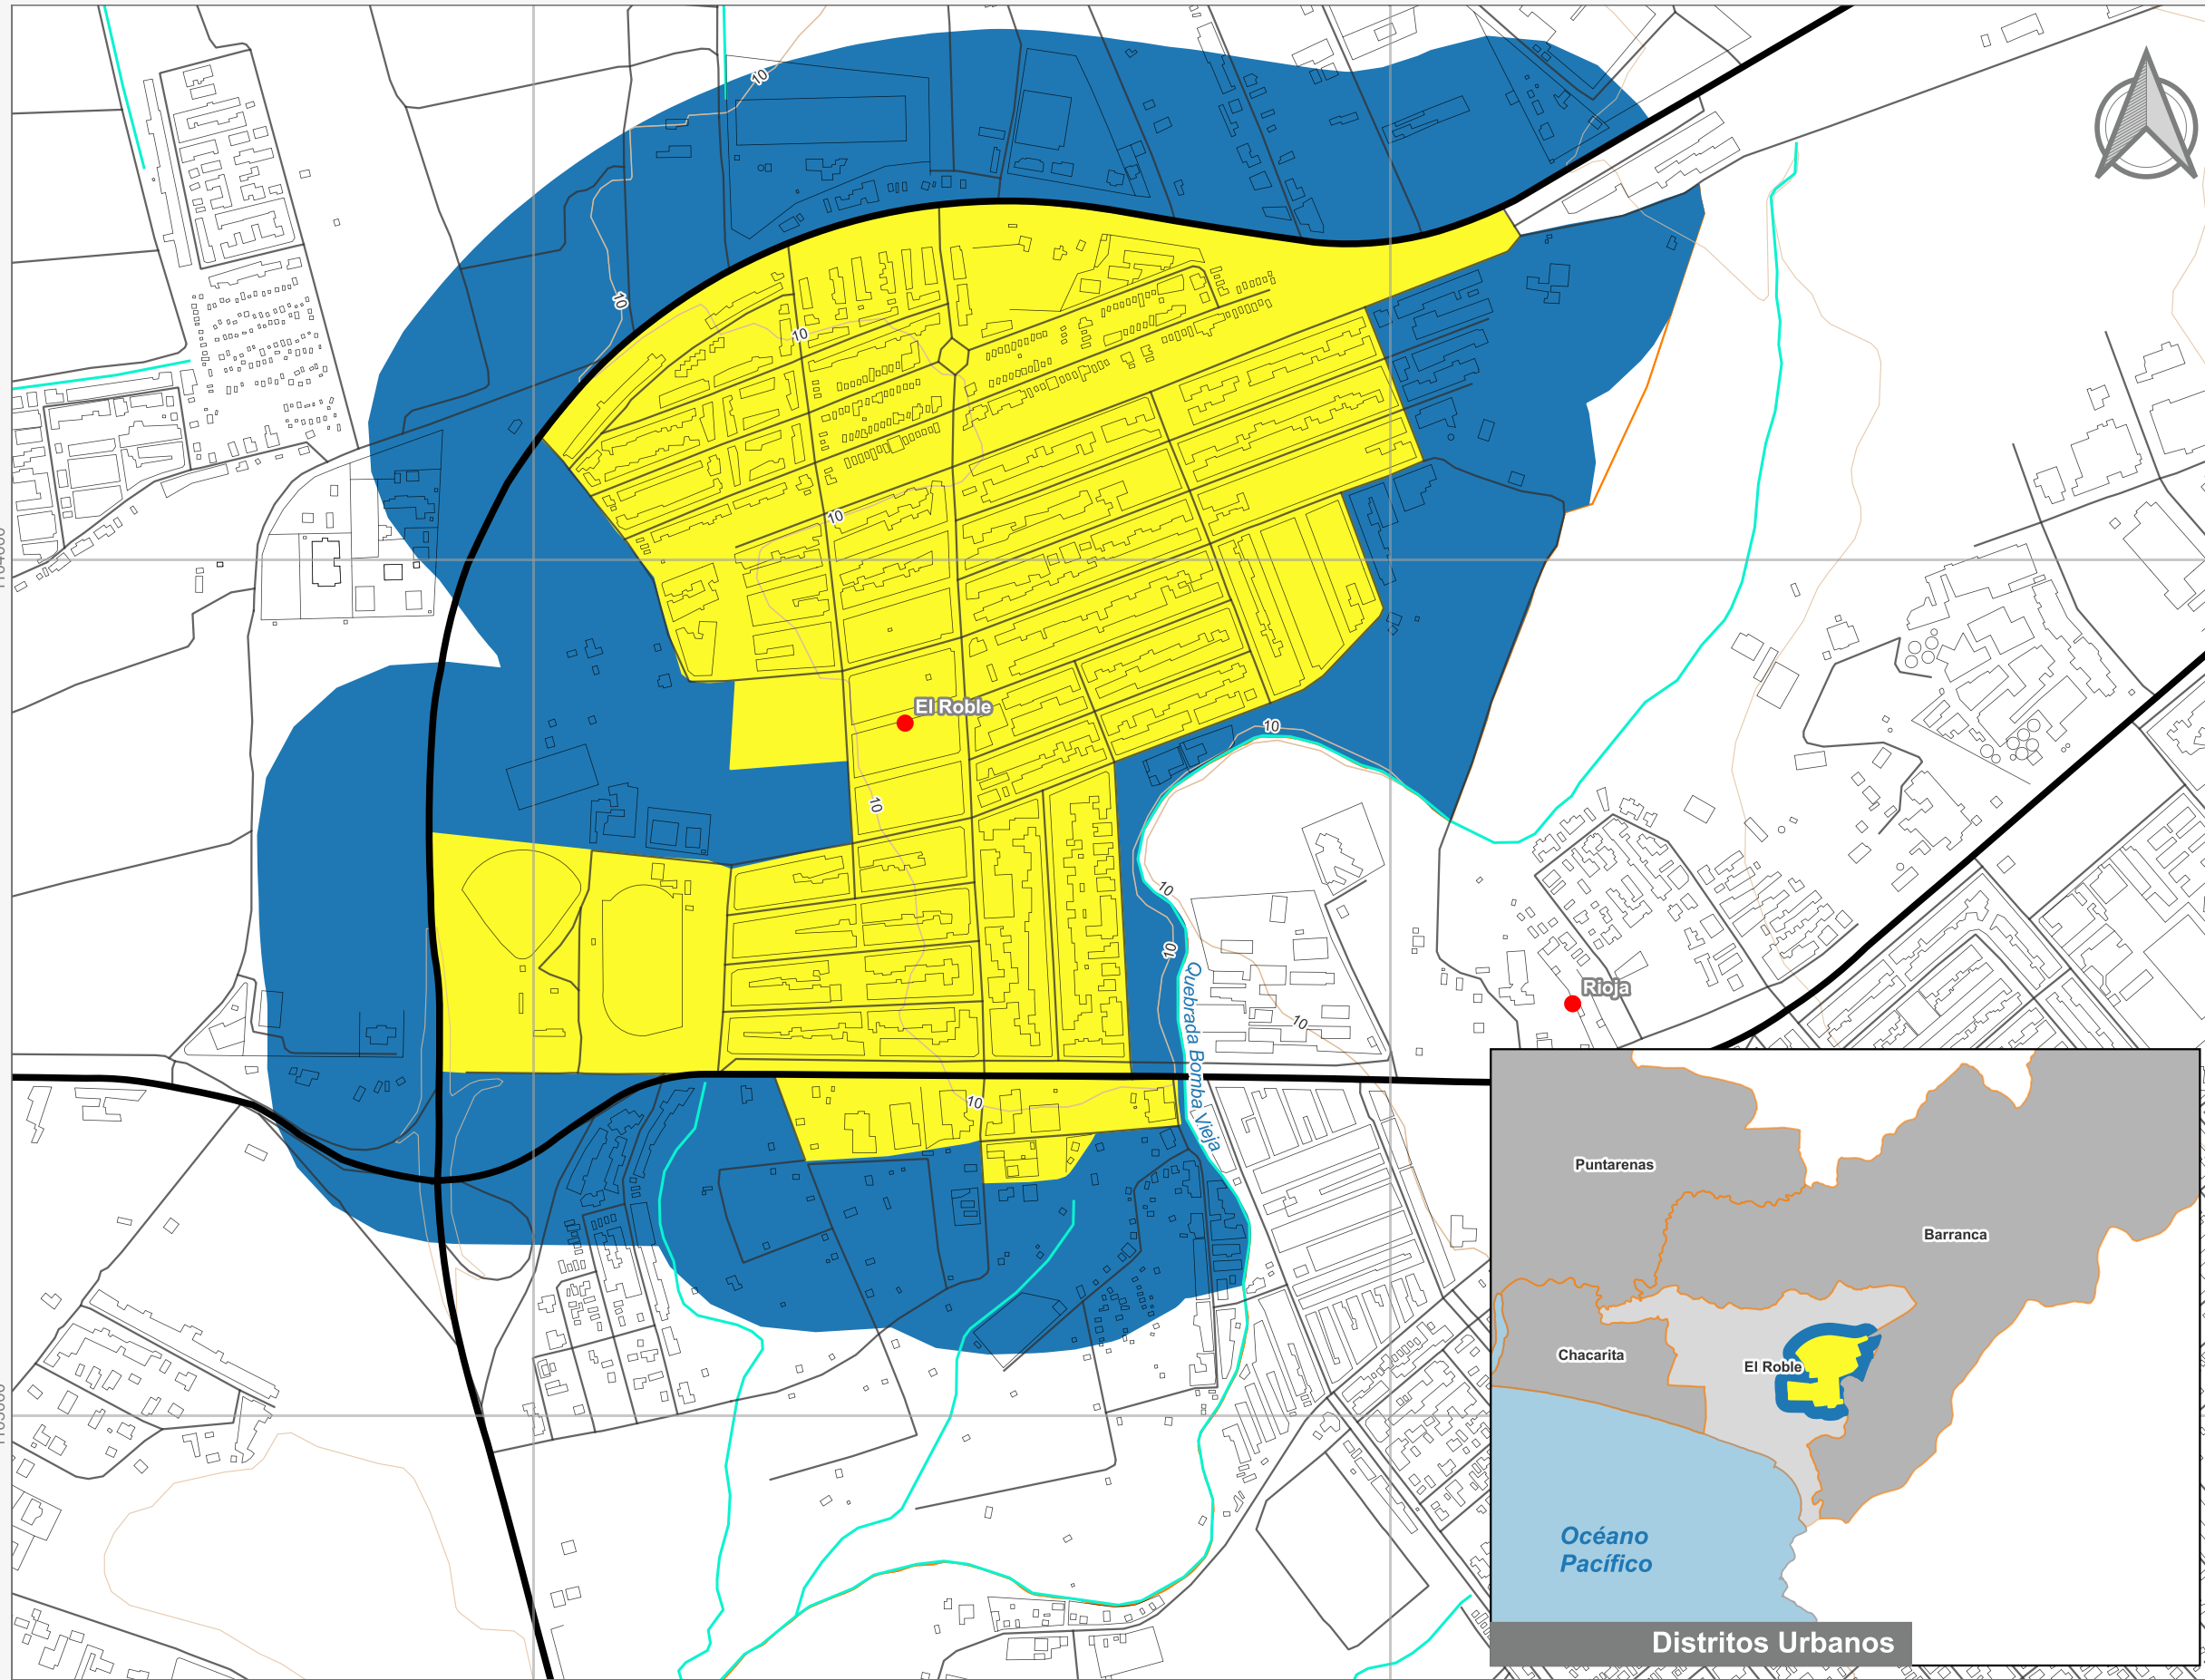 10
10
10
10
El Roble
10
10
10
10
Quebrada Bomba Vieja
10
Rioja
10
Puntarenas
Barranca
Chacarita
El Roble
Océano
Pacífico
Distritos Urbanos